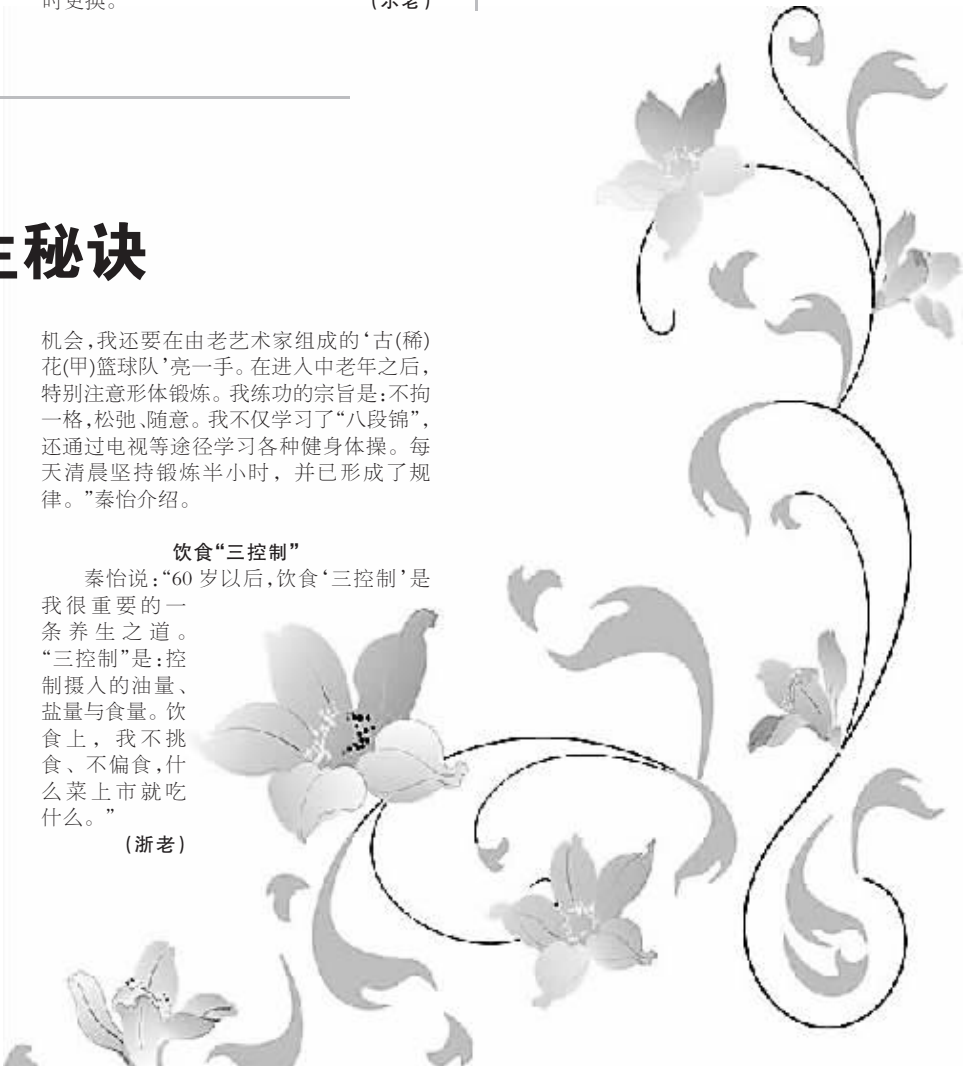 时更换。 (乐老)
生秘诀
机会,我还要在由老艺术家组成的‘古(稀)
花(甲)篮球队’亮一手。在进入中老年之后,
特别注意形体锻炼。我练功的宗旨是:不拘
一格,松弛、随意。我不仅学习了“八段锦”,
还通过电视等途径学习各种健身体操。每
天清晨坚持锻炼半小时，并已形成了规
律。”秦怡介绍。
饮食“三控制”
秦怡说:“60 岁以后,饮食‘三控制’是
我很重要的一
条养生之道。
“三控制”是:控
制摄入的油量、
盐量与食量。饮
食上，我不挑
食、不偏食,什
么菜上市就吃
什么。”
(浙老)